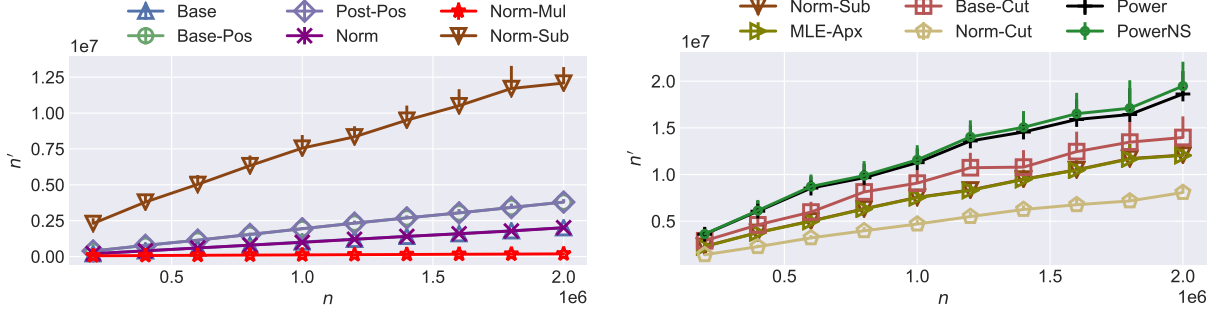 Base
Post-Pos
Norm-Mul
Base-Pos
Norm
Norm-Sub
1e7
1.25
1.00
0.75
0.50
0.25
0.00
n′
0.5
1.0
1.5
2.0
1e6
n
Norm-Sub
Base-Cut
Power
MLE-Apx
Norm-Cut
PowerNS
1e7
2.0
1.5
1.0
0.5
n′
0.5
1.0
1.5
2.0
1e6
n